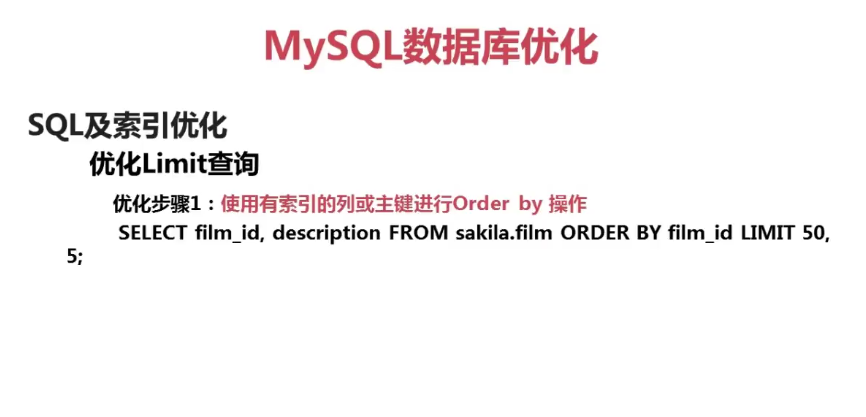 MySQL数据库优化
SQL及索引优化
优化Limit查询
优化步骤1：使用有索引的列或主键进行Order by 操作
SELECT film_id, description FROM sakila.film ORDER BY film_id LIMIT 50,
5;